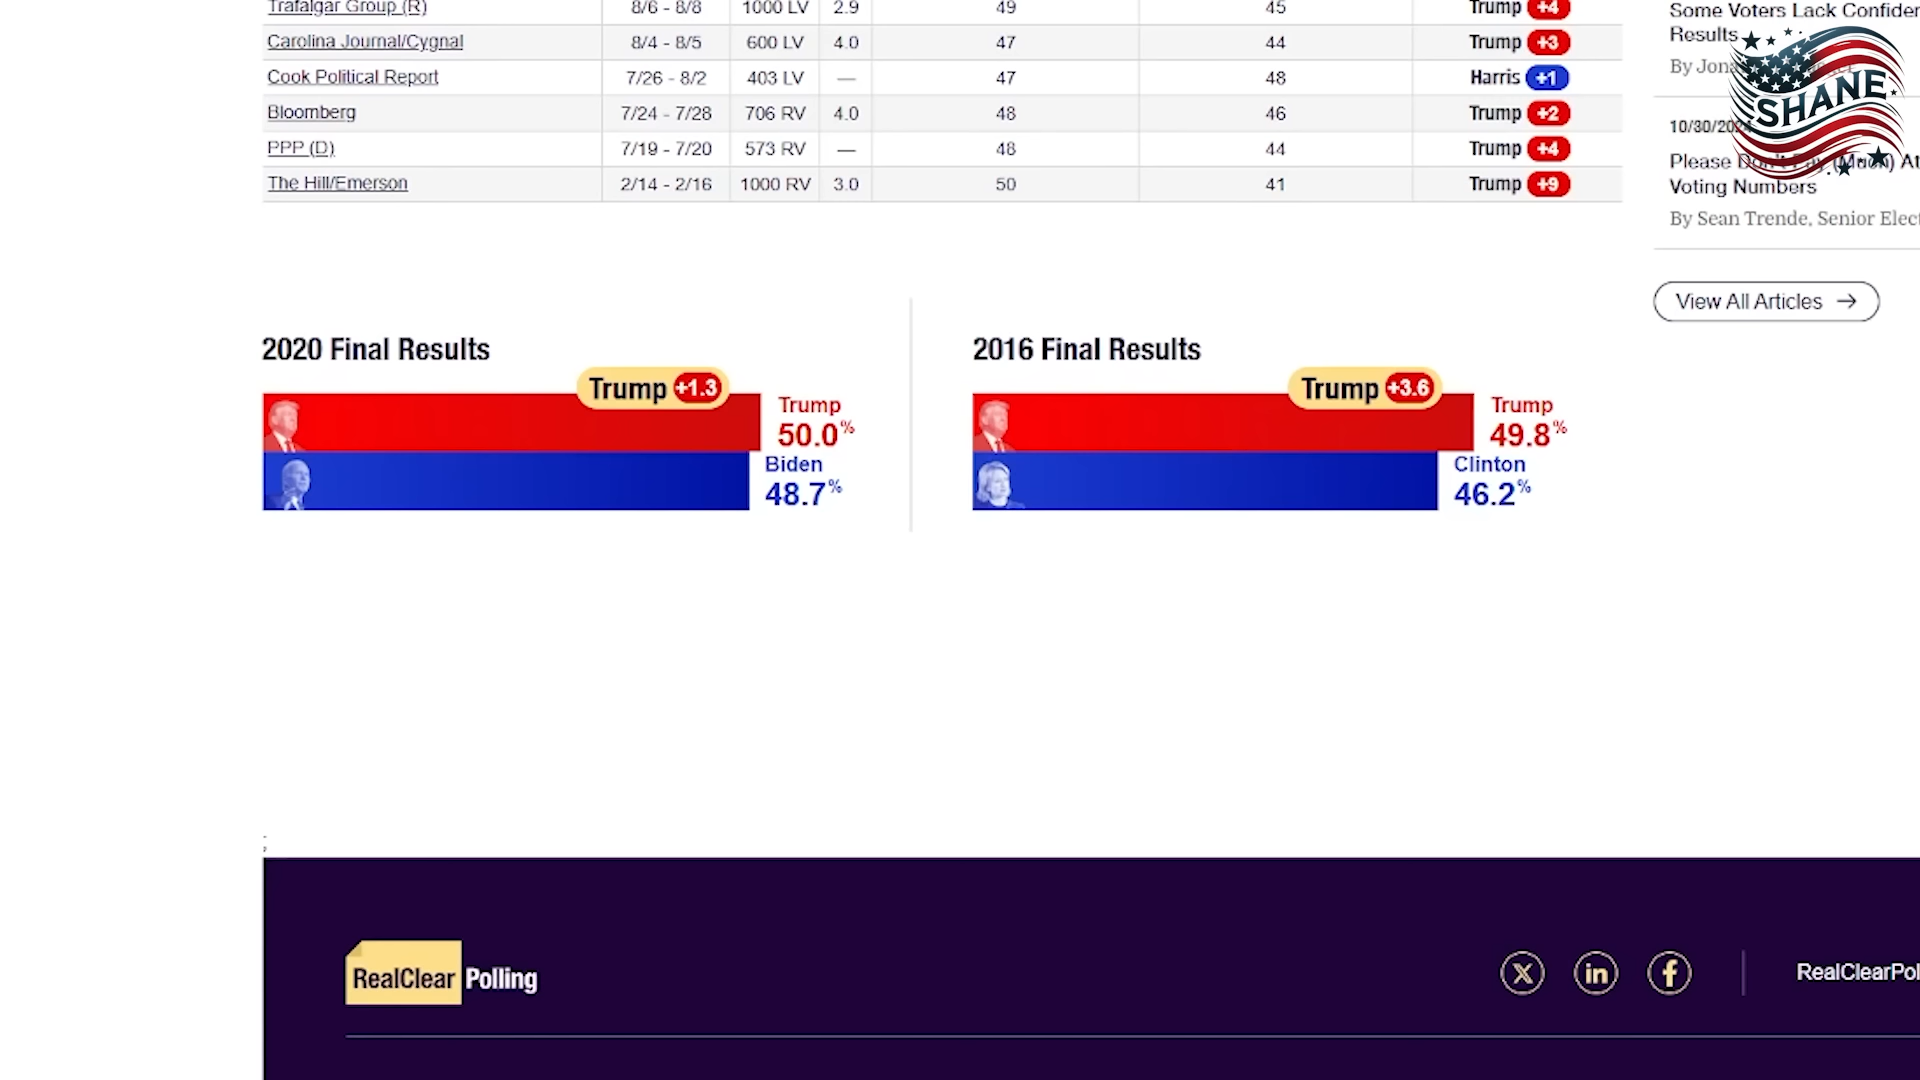 Trafalgar Group (R) 8/6 - 8/8 1000 LV 2.9 49 45 Trump +4
Carolina Journal/Cygnal 8/4 - 8/5 600 LV 4.0 47 44 Trump +3
Cook Political Report 7/26 - 8/2 403 LV — 47 48 Harris +1
Bloomberg 7/24 - 7/28 706 RV 4.0 48 46 Trump +2
PPP (D) 7/19 - 7/20 573 RV — 48 44 Trump +4
The Hill/Emerson 2/14 - 2/16 1000 RV 3.0 50 41 Trump +9
Some Voters Lack
Results
By
SHANE
10/30/2024
Please Don't Pay (Much) At
Voting Numbers
By Sean Trende, Senior
View All Articles →
2020 Final Results
Trump +1.3
Trump
50.0%
Biden
48.7%
2016 Final Results
Trump +3.6
Trump
49.8%
Clinton
46.2%
;
RealClear Polling
X in f
RealClearPol